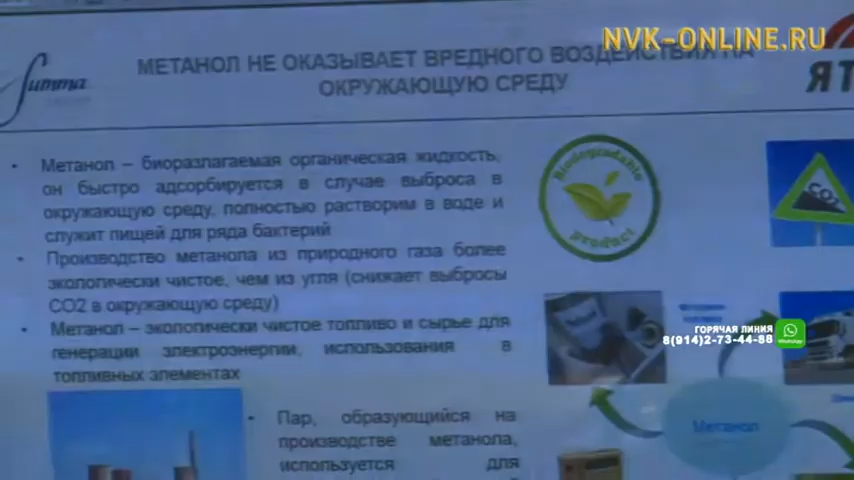 NVK-ONLINE.RU
Summa
МЕТАНОЛ НЕ ОКАЗЫВАЕТ ВРЕДНОГО ВОЗДЕЙСТВИЯ НА
ОКРУЖАЮЩУЮ СРЕДУ
• Метанол – биоразлагаемая органическая жидкость,
он быстро адсорбируется в случае выброса в
окружающую среду, полностью растворим в воде и
служит пищей для ряда бактерий
• Производство метанола из природного газа более
экологически чистое, чем из угля (снижает выбросы
СО2 в окружающую среду)
• Метанол – экологически чистое топливо и сырье для
генерации электроэнергии, использования в
топливных элементах
• Пар, образующийся на
производстве метанола,
используется для
Biodegradable
product
CO2
ГОРЯЧАЯ ЛИНИЯ
8(914)2-73-44-88
WhatsApp
Метанол